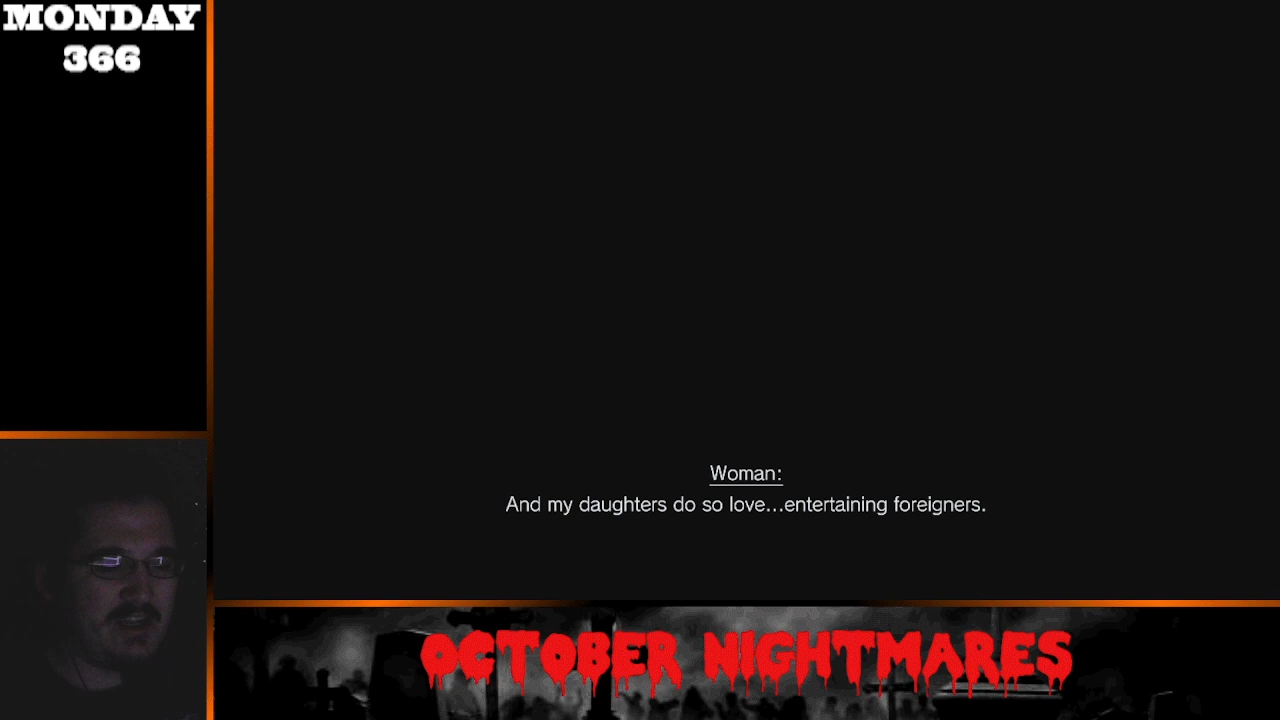 MONDAY
366
Woman:
And my daughters do so love...entertaining foreigners.
OCTOBER NIGHTMARES